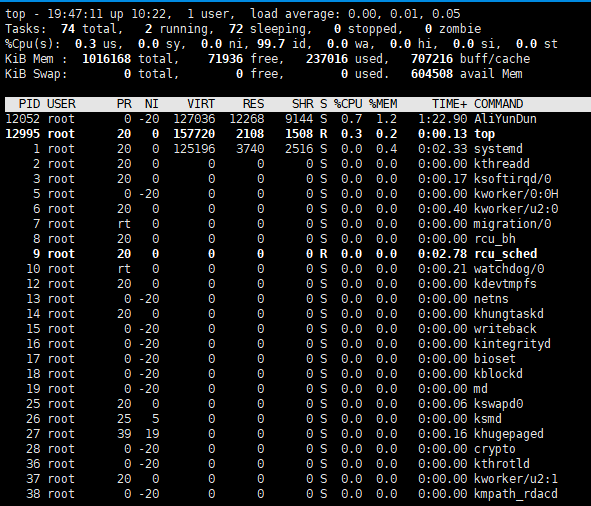 top - 19:47:11 up 10:22,  1 user,  load average: 0.00, 0.01, 0.05
Tasks:  74 total,   2 running,  72 sleeping,   0 stopped,   0 zombie
%Cpu(s):  0.3 us,  0.0 sy,  0.0 ni, 99.7 id,  0.0 wa,  0.0 hi,  0.0 si,  0.0 st
KiB Mem :  1016168 total,    71936 free,   237016 used,   707216 buff/cache
KiB Swap:        0 total,        0 free,        0 used.   604508 avail Mem
PID USER      PR  NI    VIRT    RES    SHR S %CPU %MEM     TIME+ COMMAND
12052 root       0 -20  127036  12268   9144 S  0.7  1.2   1:22.90 AliYunDun
12995 root      20   0  157720   2108   1508 R  0.3  0.2   0:00.13 top
1 root      20   0  125196   3740   2516 S  0.0  0.4   0:02.33 systemd
2 root      20   0       0      0      0 S  0.0  0.0   0:00.00 kthreadd
3 root      20   0       0      0      0 S  0.0  0.0   0:00.17 ksoftirqd/0
5 root       0 -20       0      0      0 S  0.0  0.0   0:00.00 kworker/0:0H
6 root      20   0       0      0      0 S  0.0  0.0   0:00.40 kworker/u2:0
7 root      rt   0       0      0      0 S  0.0  0.0   0:00.00 migration/0
8 root      20   0       0      0      0 S  0.0  0.0   0:00.00 rcu_bh
9 root      20   0       0      0      0 R  0.0  0.0   0:02.78 rcu_sched
10 root      rt   0       0      0      0 S  0.0  0.0   0:00.21 watchdog/0
12 root      20   0       0      0      0 S  0.0  0.0   0:00.00 kdevtmpfs
13 root       0 -20       0      0      0 S  0.0  0.0   0:00.00 netns
14 root      20   0       0      0      0 S  0.0  0.0   0:00.00 khungtaskd
15 root       0 -20       0      0      0 S  0.0  0.0   0:00.00 writeback
16 root       0 -20       0      0      0 S  0.0  0.0   0:00.00 kintegrityd
17 root       0 -20       0      0      0 S  0.0  0.0   0:00.00 bioset
18 root       0 -20       0      0      0 S  0.0  0.0   0:00.00 kblockd
19 root       0 -20       0      0      0 S  0.0  0.0   0:00.00 md
25 root      20   0       0      0      0 S  0.0  0.0   0:00.06 kswapd0
26 root      25   5       0      0      0 S  0.0  0.0   0:00.00 ksmd
27 root      39  19       0      0      0 S  0.0  0.0   0:00.16 khugepaged
28 root       0 -20       0      0      0 S  0.0  0.0   0:00.00 crypto
36 root       0 -20       0      0      0 S  0.0  0.0   0:00.00 kthrotld
37 root      20   0       0      0      0 S  0.0  0.0   0:00.00 kworker/u2:1
38 root       0 -20       0      0      0 S  0.0  0.0   0:00.00 kmpath_rdacd